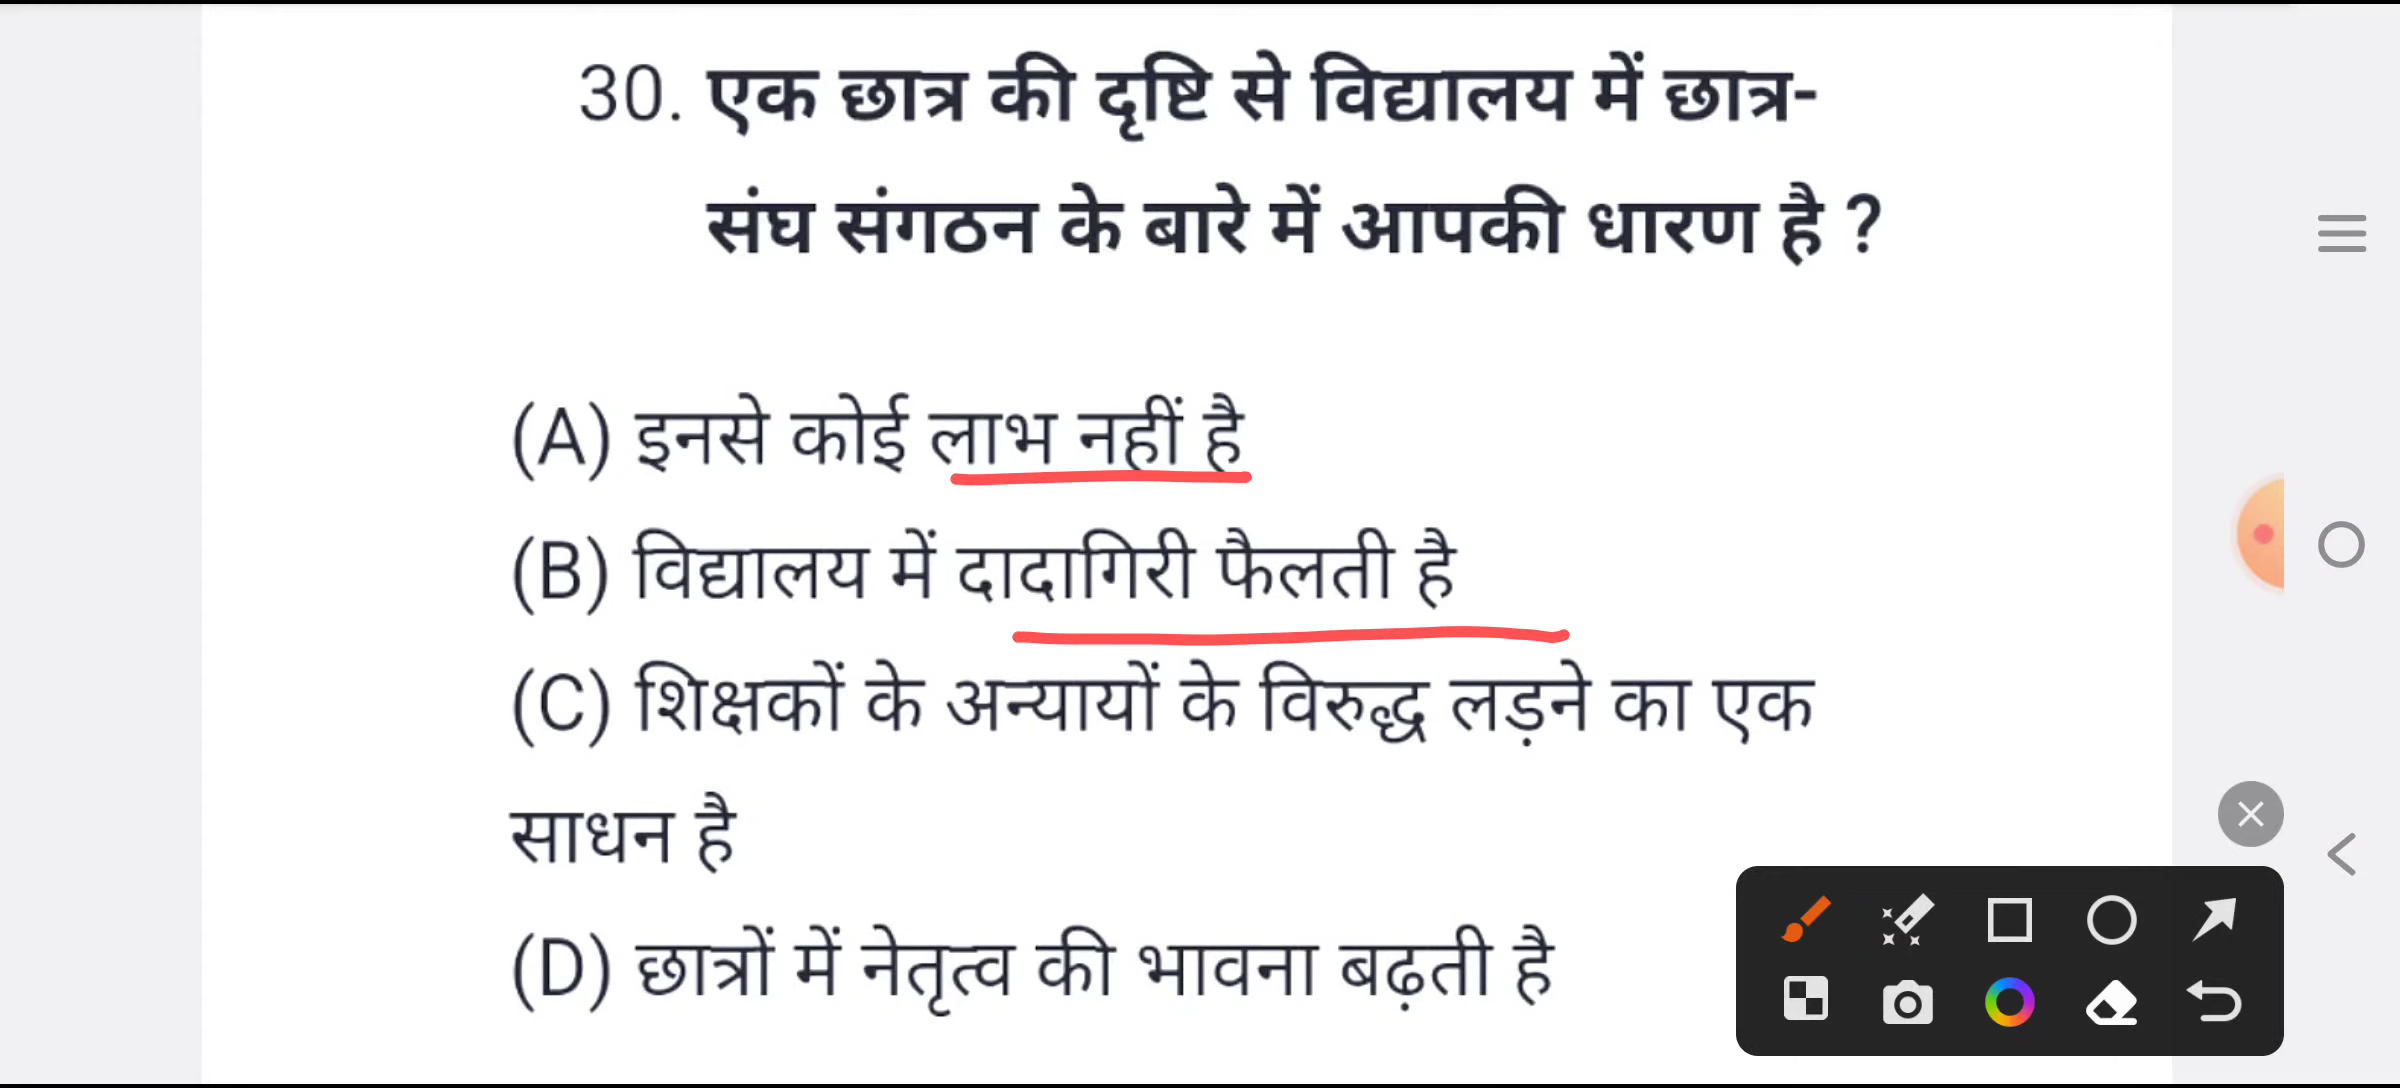 30. एक छात्र की दृष्टि से विद्यालय में छात्र-
संघ संगठन के बारे में आपकी धारण है ?
(A) इनसे कोई लाभ नहीं है
(B) विद्यालय में दादागिरी फैलती है
(C) शिक्षकों के अन्यायों के विरुद्ध लड़ने का एक
साधन है
(D) छात्रों में नेतृत्व की भावना बढ़ती है